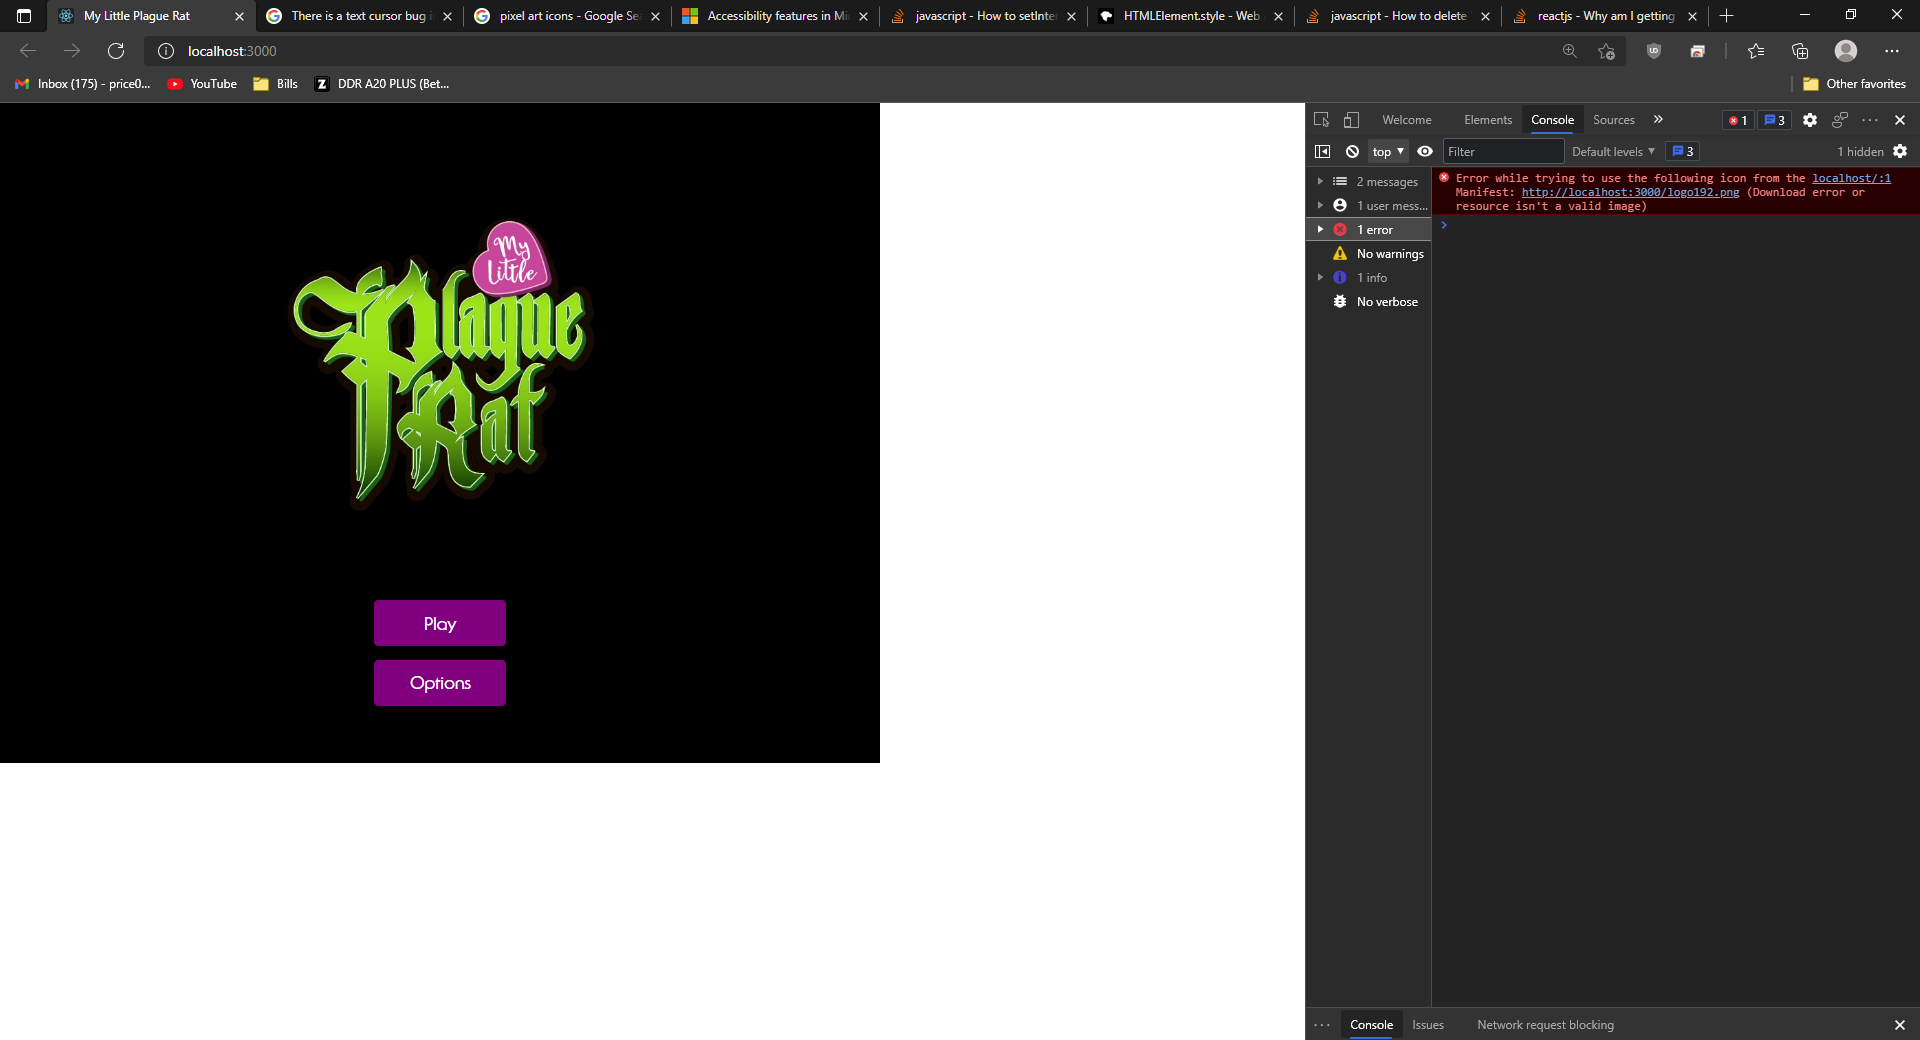 My Little Plague Rat
There is a text cursor bug i
pixel art icons - Google Se
Accessibility features in Mi
javascript - How to setInter
HTMLElement.style - Web
javascript - How to delete
reactjs - Why am I getting
localhost:3000
Inbox (175) - price0...
YouTube
Bills
DDR A20 PLUS (Bet...
Other favorites
My
Little
Plague
Rat
Play
Options
Welcome
Elements
Console
Sources
1
3
top
Filter
Default levels
3
1 hidden
2 messages
1 user mess...
1 error
No warnings
1 info
No verbose
Error while trying to use the following icon from the localhost/:1
Manifest: http://localhost:3000/logo192.png (Download error or
resource isn't a valid image)
Console
Issues
Network request blocking